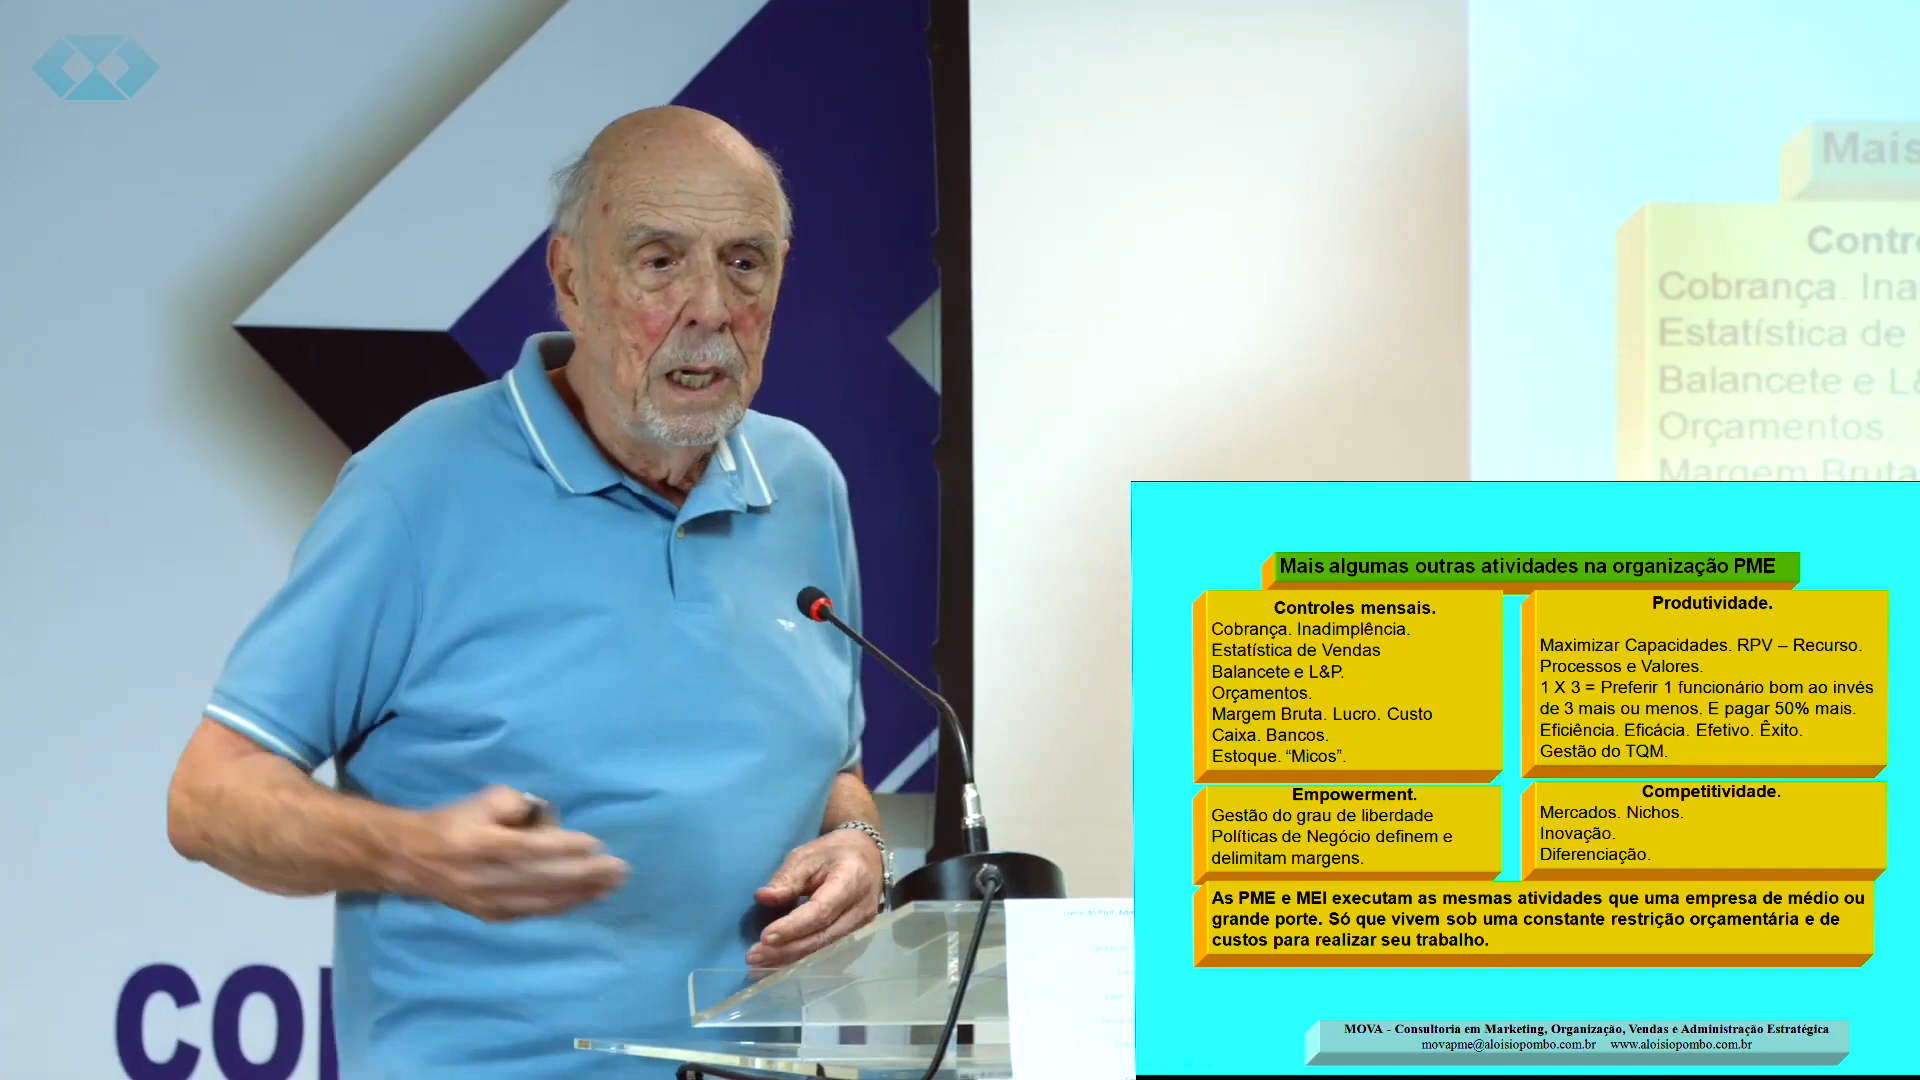 Mais
Contr
Cobrança. Ina
Estatística de
Balancete e L&
Orçamentos.
Margem Bruta
CO
Mais algumas outras atividades na organização PME
Controles mensais.
Cobrança. Inadimplência.
Estatística de Vendas
Balancete e L&P.
Orçamentos.
Margem Bruta. Lucro. Custo
Caixa. Bancos.
Estoque. “Micos”.
Produtividade.
Maximizar Capacidades. RPV – Recurso.
Processos e Valores.
1 X 3 = Preferir 1 funcionário bom ao invés
de 3 mais ou menos. E pagar 50% mais.
Eficiência. Eficácia. Efetivo. Êxito.
Gestão do TQM.
Empowerment.
Gestão do grau de liberdade
Políticas de Negócio definem e
delimitam margens.
Competitividade.
Mercados. Nichos.
Inovação.
Diferenciação.
As PME e MEI executam as mesmas atividades que uma empresa de médio ou
grande porte. Só que vivem sob uma constante restrição orçamentária e de
custos para realizar seu trabalho.
MOVA - Consultoria em Marketing, Organização, Vendas e Administração Estratégica
movapme@aloisiopombo.com.br www.aloisiopombo.com.br